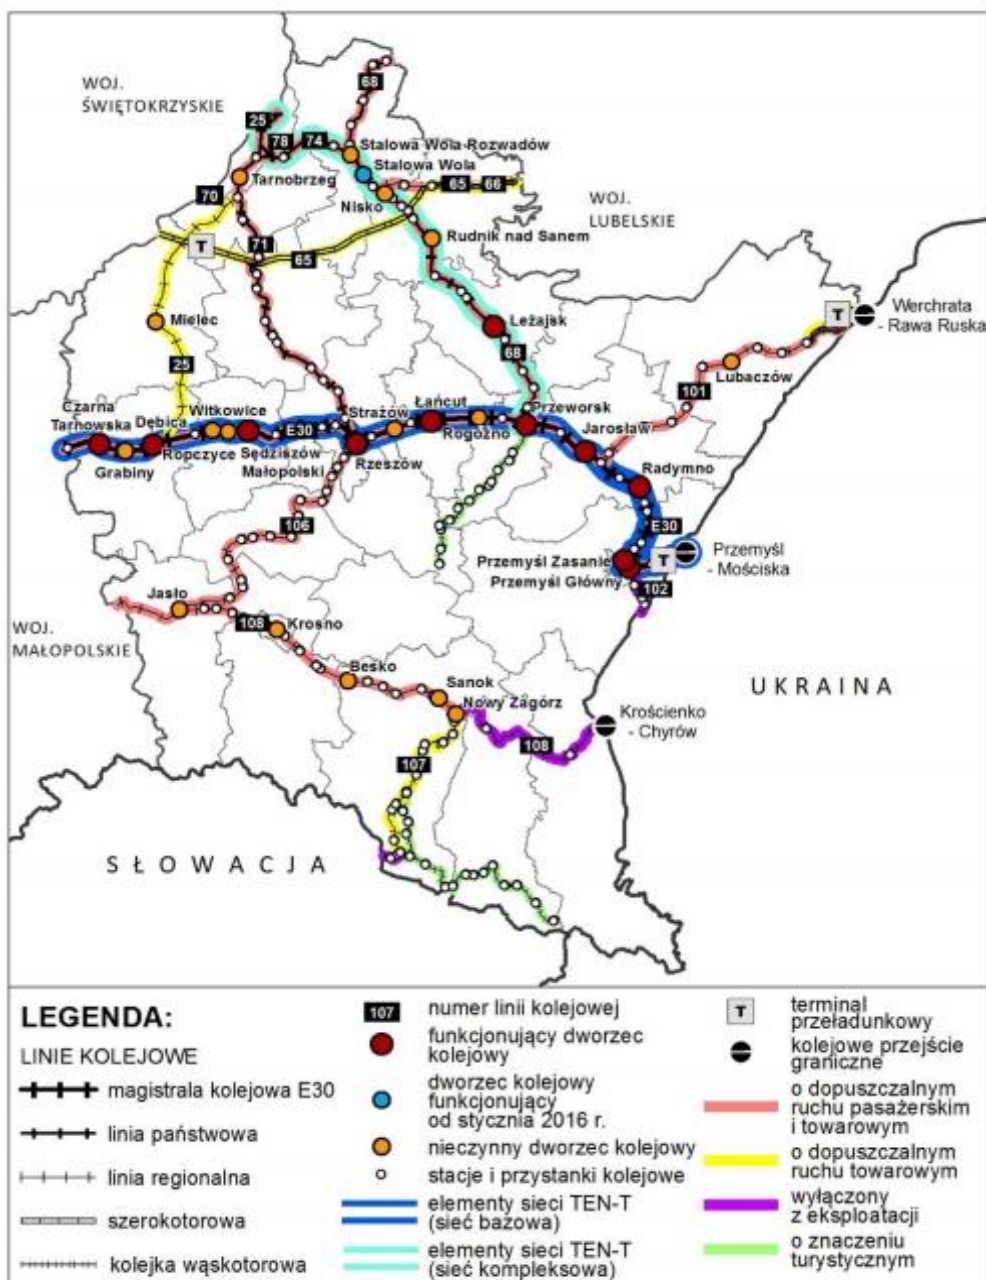 WOJ.
ŚWIĘTOKRZYSKIE
68
25
78
74
Stalowa Wola-Rozwadów
Stalowa Wola
Tarnobrzeg
70
65
66
Nisko
WOJ.
LUBELSKIE
T
71
65
Rudnik nad Sanem
Mielec
Leżajsk
T
Werchrata
- Rawa Ruska
68
25
101
Lubaczów
Czarna
Tarnowska
Dębica
Witkowice
E30
Strażów
Łańcut
Przeworsk
Rogóżno
Jarosław
Grabiny
Ropczyce
Sędziszów
Małopolski
Rzeszów
Radymno
106
E30
Przemyśl Zasanie
Przemyśl Główny
T
Przemyśl
- Mościska
102
Jasło
WOJ.
MAŁOPOLSKIE
108
Krosno
Besko
Sanok
Nowy Zagórz
UKRAINA
Krościenko
- Chyrów
108
107
SŁOWACJA
LEGENDA:
LINIE KOLEJOWE
magistrala kolejowa E30
linia państwowa
linia regionalna
szerokotorowa
kolejka wąskotorowa
107
numer linii kolejowej
funkcjonujący dworzec
kolejowy
dworzec kolejowy
funkcjonujący
od stycznia 2016 r.
nieczynny dworzec kolejowy
stacje i przystanki kolejowe
elementy sieci TEN-T
(sieć bazowa)
elementy sieci TEN-T
(sieć kompleksowa)
T
terminal
przeładunkowy
kolejowe przejście
graniczne
o dopuszczalnym
ruchu pasażerskim
i towarowym
o dopuszczalnym
ruchu towarowym
wyłączony
z eksploatacji
o znaczeniu
turystycznym